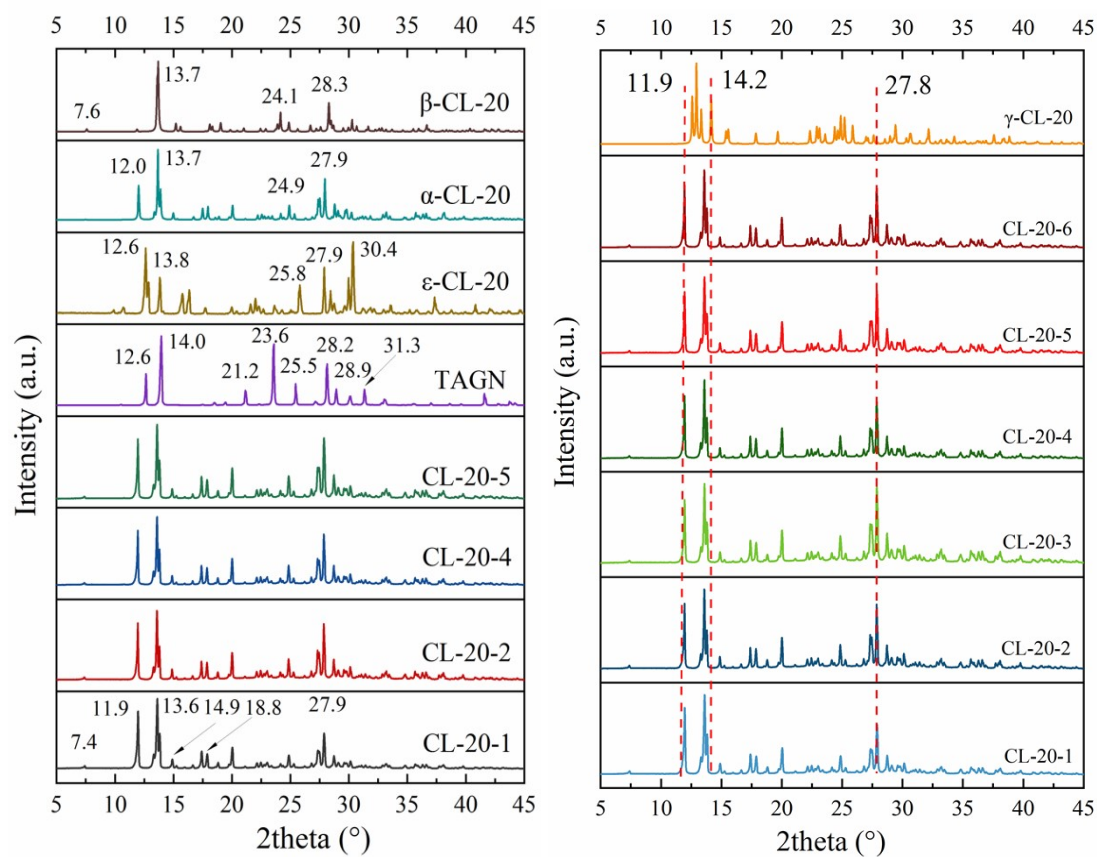 5 10 15 20 25 30 35 40 45
β-CL-20
7.6
13.7
24.1
28.3
α-CL-20
12.0
13.7
24.9
27.9
ε-CL-20
12.6
13.8
25.8
27.9
30.4
TAGN
12.6
14.0
21.2
23.6
25.5
28.2
28.9
31.3
CL-20-5
CL-20-4
CL-20-2
CL-20-1
7.4
11.9
13.6
14.9
18.8
27.9
5 10 15 20 25 30 35 40 45
2theta (°)
Intensity (a.u.)
5 10 15 20 25 30 35 40 45
11.9
14.2
27.8
γ-CL-20
CL-20-6
CL-20-5
CL-20-4
CL-20-3
CL-20-2
CL-20-1
5 10 15 20 25 30 35 40 45
2theta (°)
Intensity (a.u.)